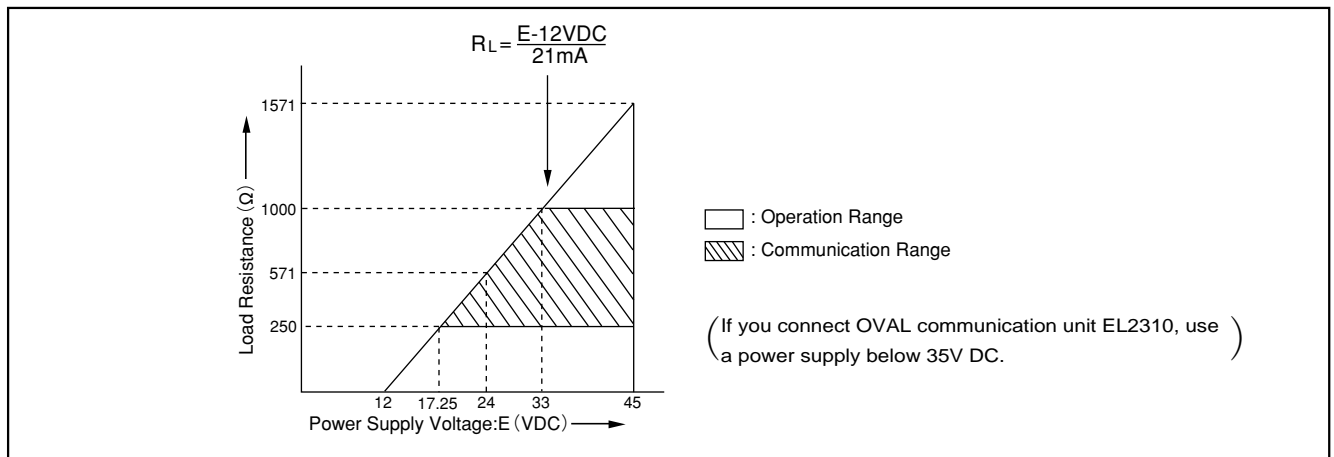 RL=E-12VDC
21mA
1571
1000
571
250
Load Resistance(Ω)
12 17.25 24 33 45
Power Supply Voltage:E(VDC)
: Operation Range
: Communication Range
(If you connect OVAL communication unit EL2310, use
a power supply below 35V DC.)